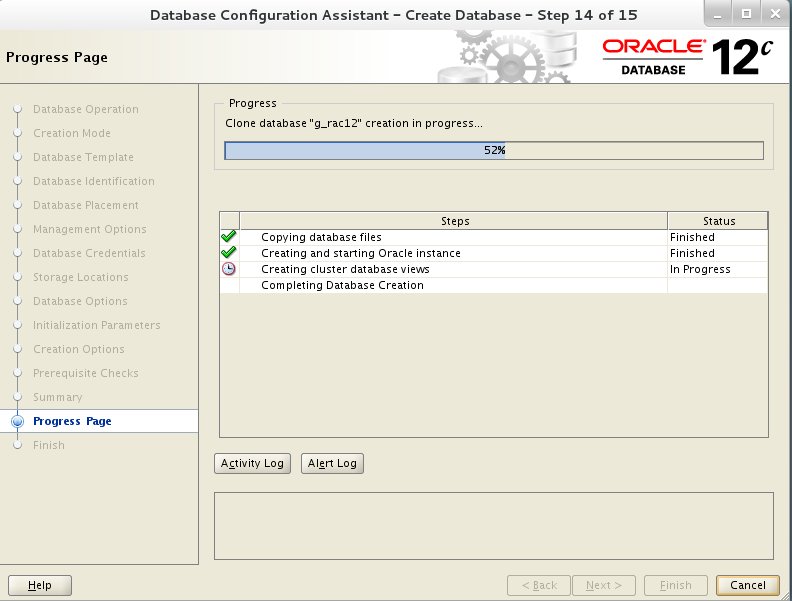 Database Configuration Assistant - Create Database - Step 14 of 15
Progress Page
ORACLE®
DATABASE
12c
Database Operation
Creation Mode
Database Template
Database Identification
Database Placement
Management Options
Database Credentials
Storage Locations
Database Options
Initialization Parameters
Creation Options
Prerequisite Checks
Summary
Progress Page
Finish
Progress
Clone database "g_rac12" creation in progress...
52%
Steps Status
Copying database files Finished
Creating and starting Oracle instance Finished
Creating cluster database views In Progress
Completing Database Creation
Activity Log Alert Log
Help < Back Next > Finish Cancel